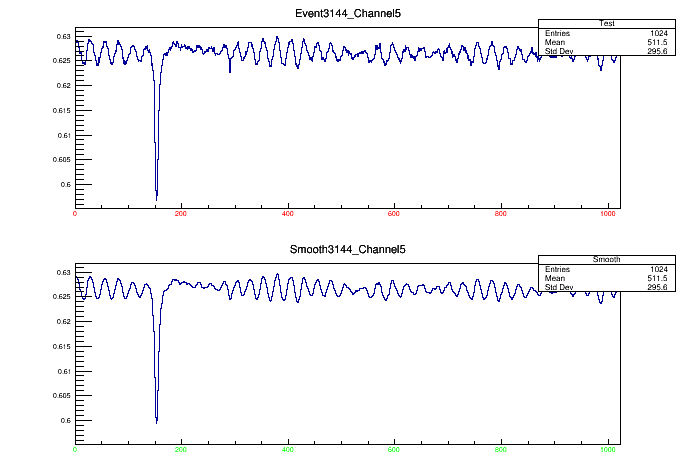 Event3144_Channel5
Test
Entries 1024
Mean 511.5
Std Dev 295.6
0.63
0.625
0.62
0.615
0.61
0.605
0.6
0 200 400 600 800 1000
Smooth3144_Channel5
Smooth
Entries 1024
Mean 511.5
Std Dev 295.6
0.63
0.625
0.62
0.615
0.61
0.605
0.6
0 200 400 600 800 1000